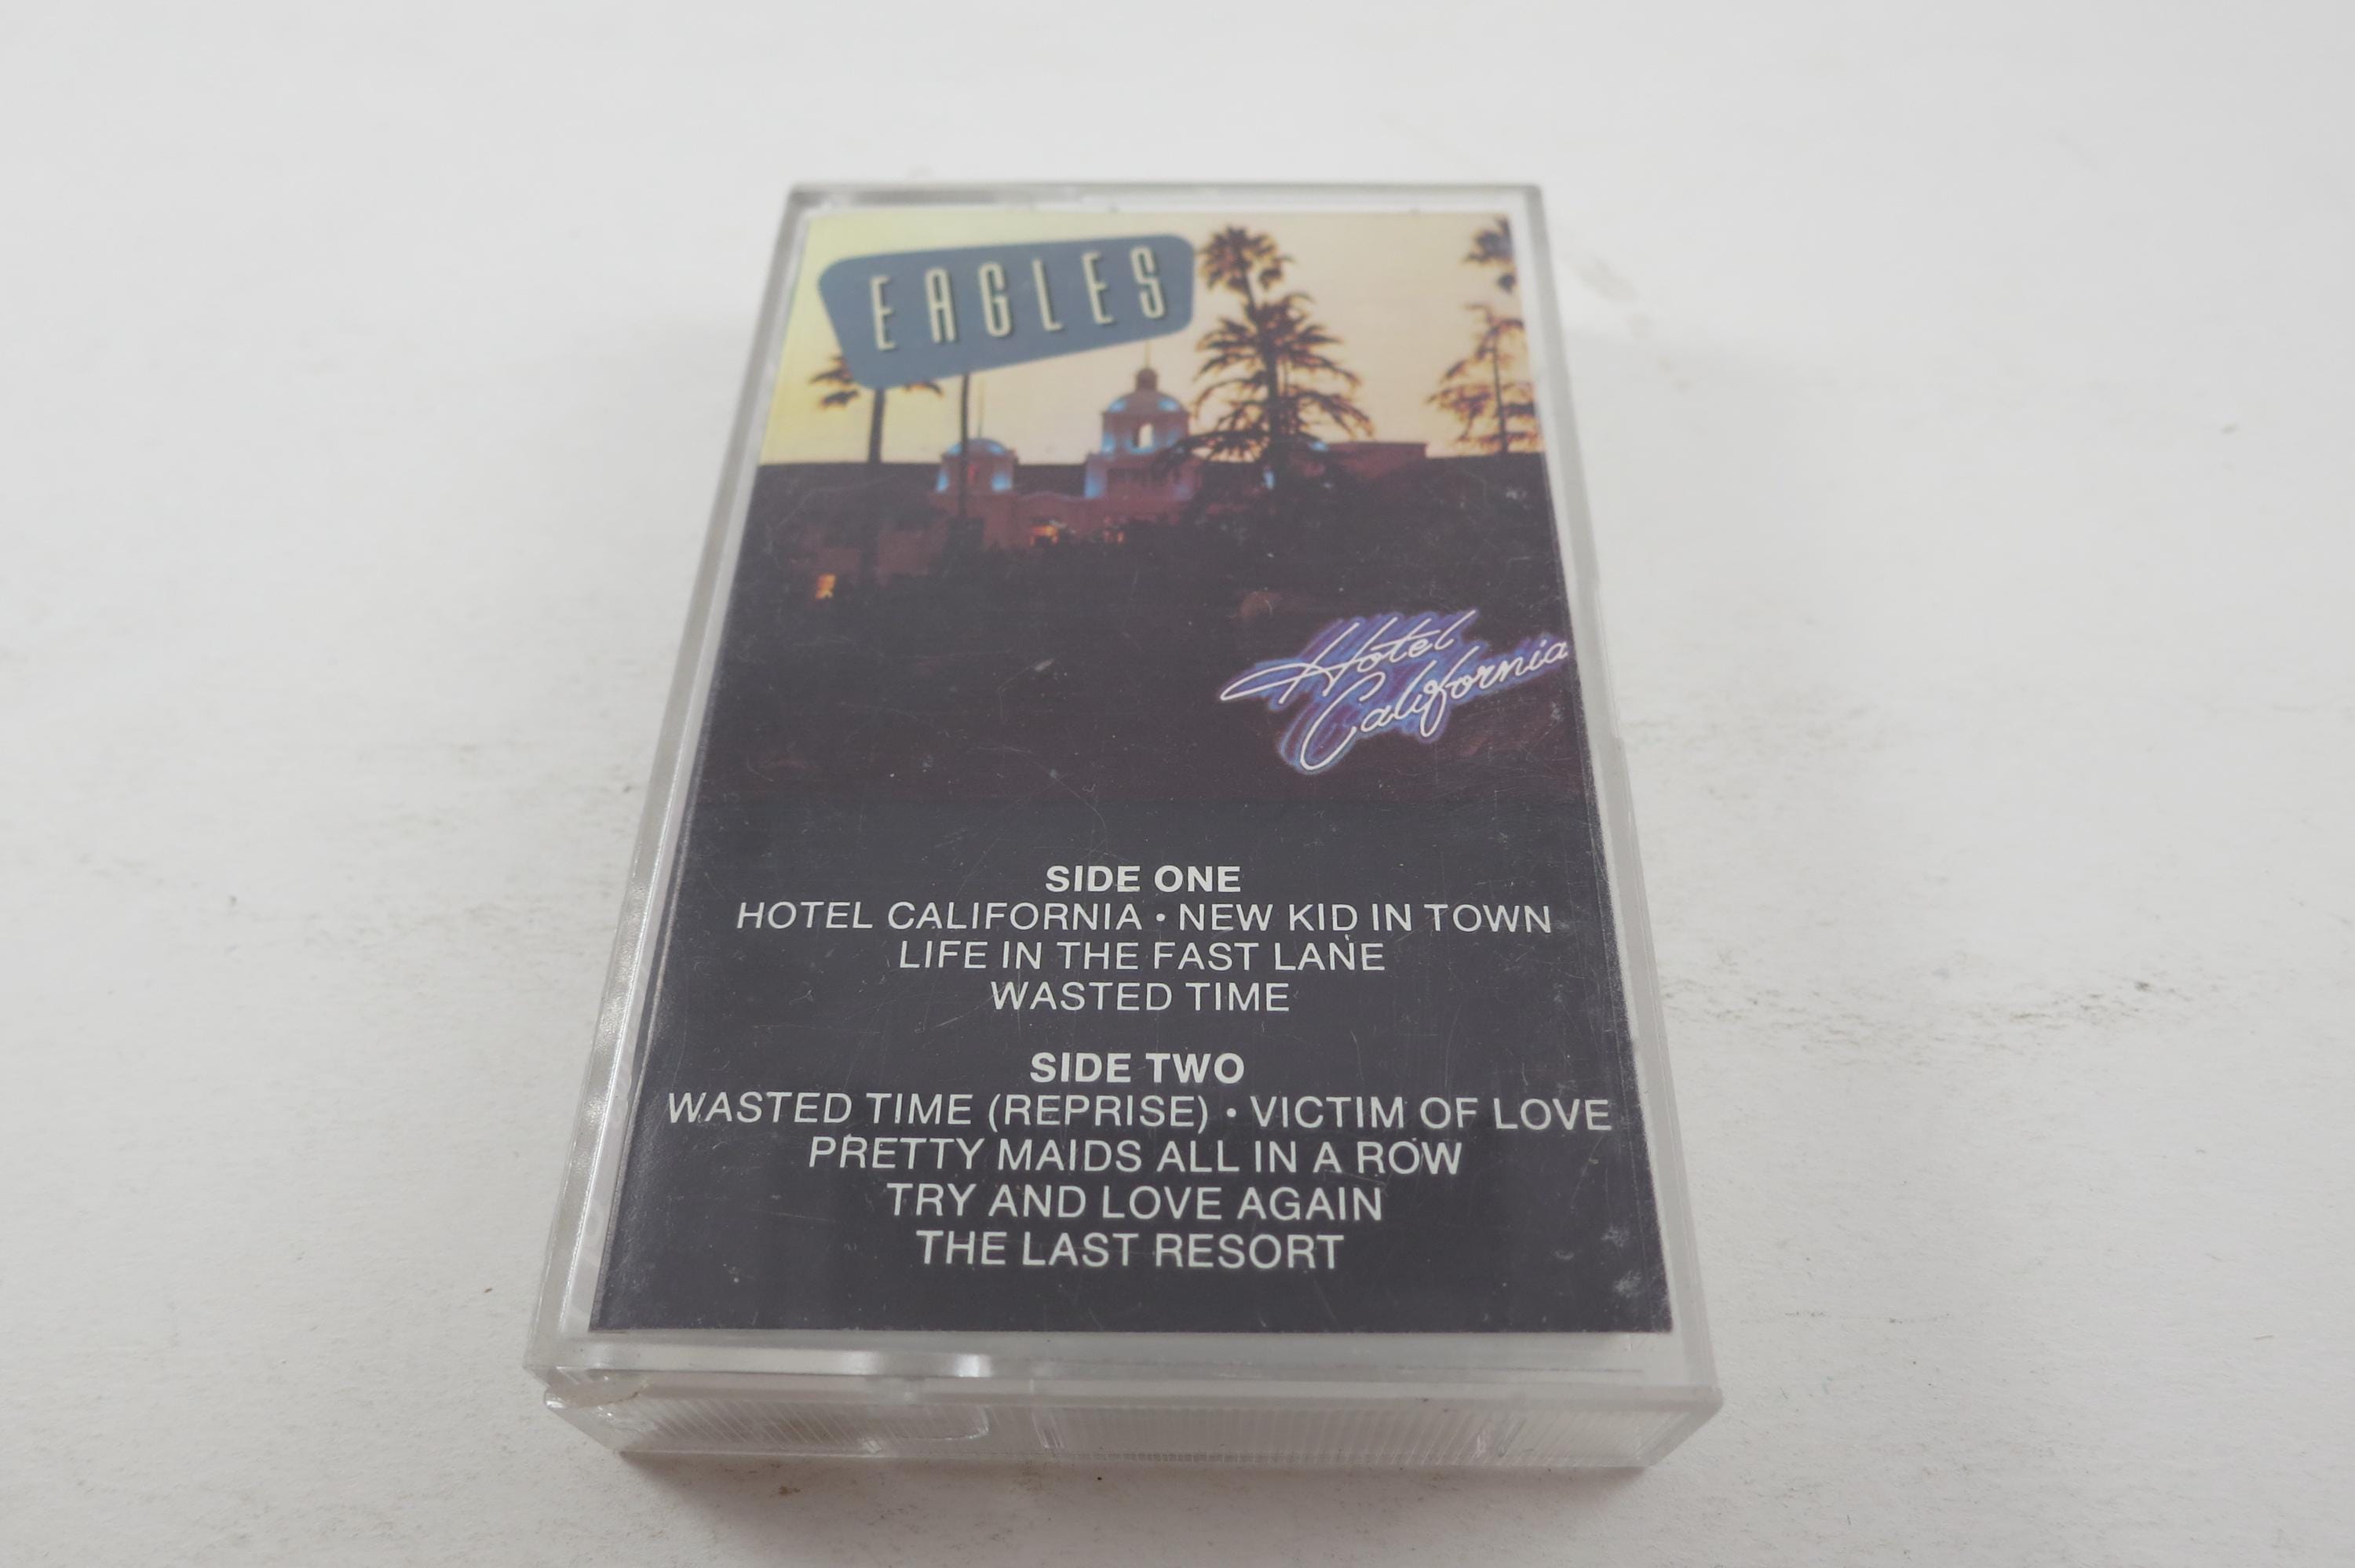 EAGLES
Hotel
California
SIDE ONE
HOTEL CALIFORNIA • NEW KID IN TOWN
LIFE IN THE FAST LANE
WASTED TIME
SIDE TWO
WASTED TIME (REPRISE) • VICTIM OF LOVE
PRETTY MAIDS ALL IN A ROW
TRY AND LOVE AGAIN
THE LAST RESORT